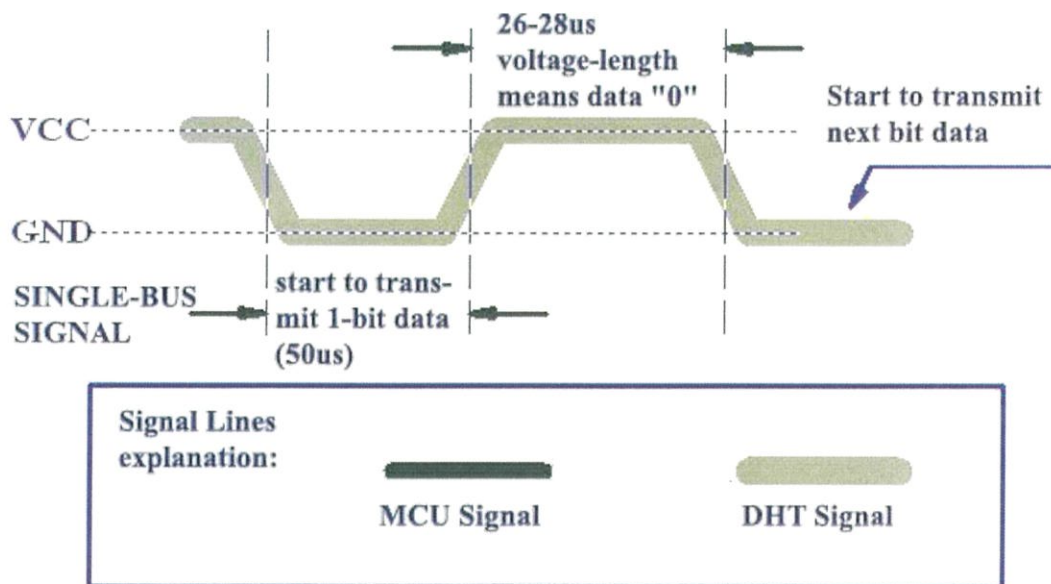 26-28us
voltage-length
means data "0"
Start to transmit
next bit data
VCC
GND
SINGLE-BUS
SIGNAL
start to trans-
mit 1-bit data
(50us)
Signal Lines
explanation:
MCU Signal
DHT Signal